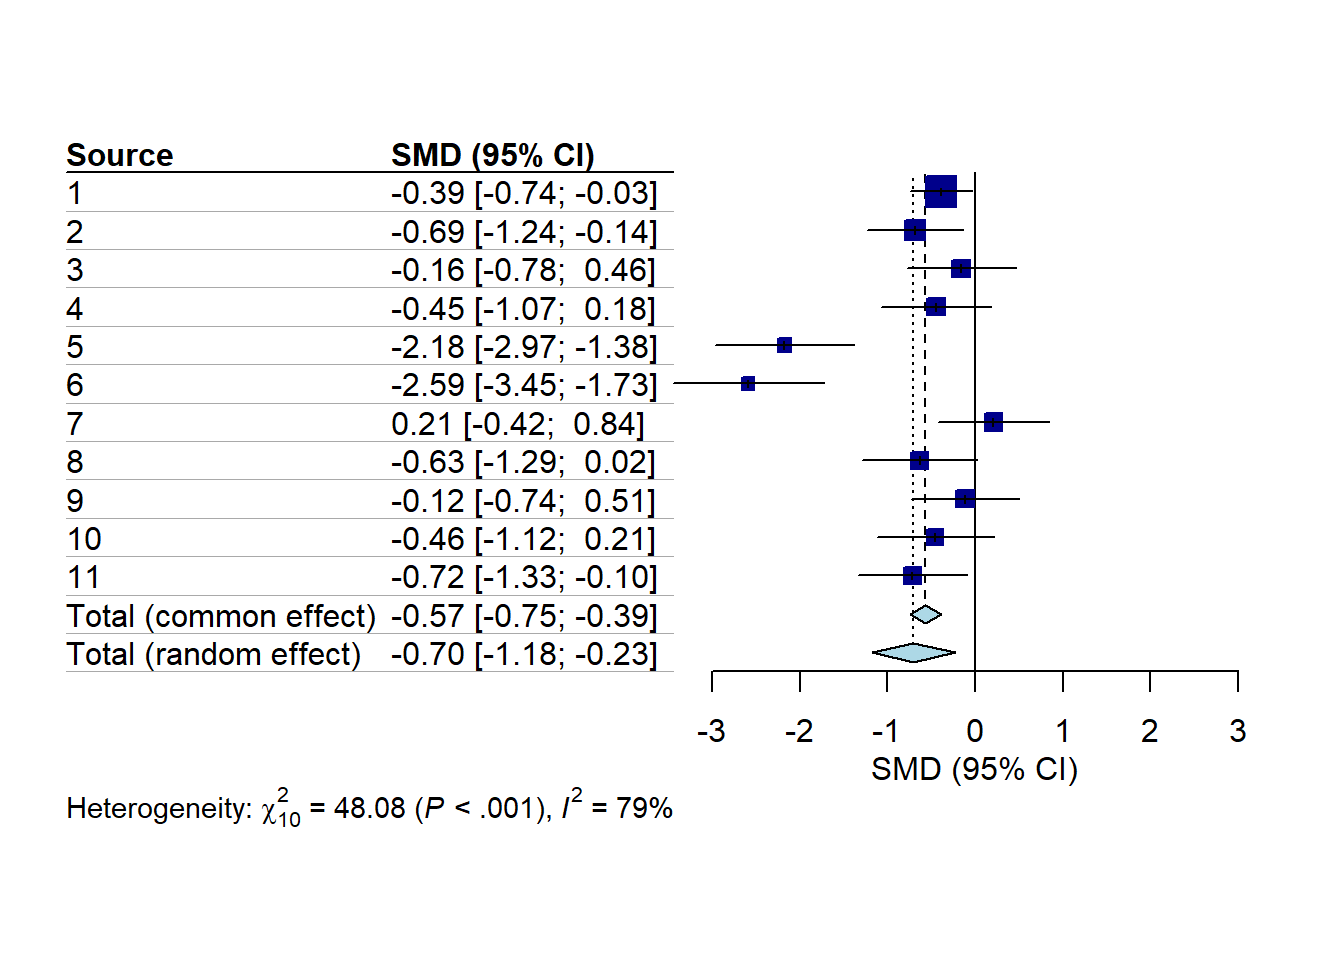 Source SMD (95% CI)
1 -0.39 [-0.74; -0.03]
2 -0.69 [-1.24; -0.14]
3 -0.16 [-0.78; 0.46]
4 -0.45 [-1.07; 0.18]
5 -2.18 [-2.97; -1.38]
6 -2.59 [-3.45; -1.73]
7 0.21 [-0.42; 0.84]
8 -0.63 [-1.29; 0.02]
9 -0.12 [-0.74; 0.51]
10 -0.46 [-1.12; 0.21]
11 -0.72 [-1.33; -0.10]
Total (common effect) -0.57 [-0.75; -0.39]
Total (random effect) -0.70 [-1.18; -0.23]
-3 -2 -1 0 1 2 3
SMD (95% CI)
Heterogeneity: χ²₁₀ = 48.08 (P < .001), I² = 79%